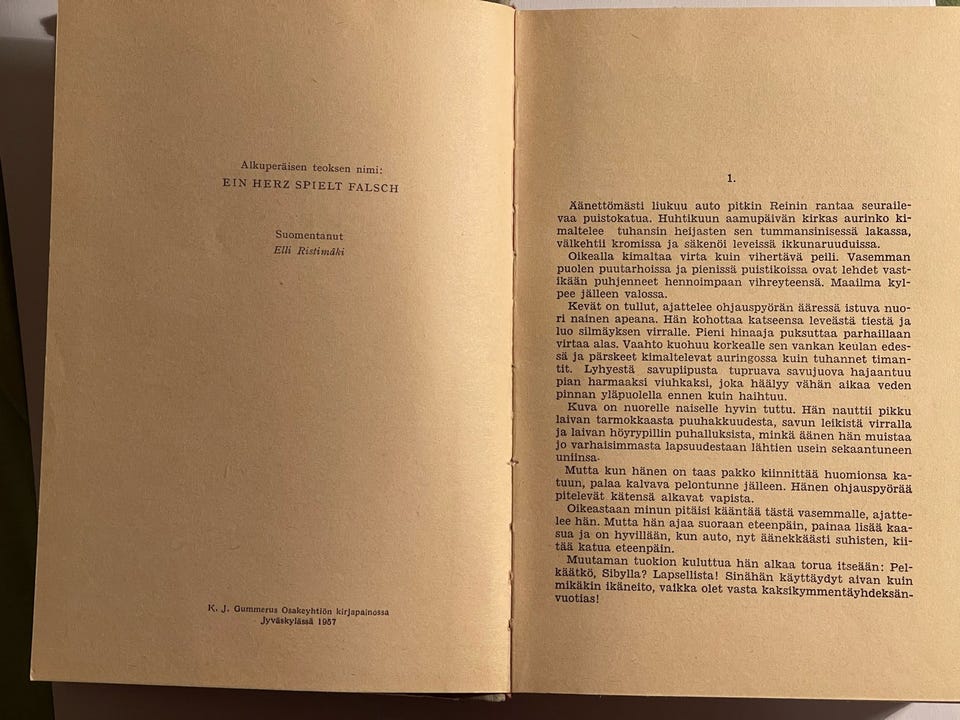 Alkuperäisen teoksen nimi:
EIN HERZ SPIELT FALSCH
Suomentanut
Elli Ristimäki
K. J. Gummerus Osakeyhtiön kirjapainossa
Jyväskylässä 1957
1.
Äänettömästi liukuu auto pitkin Reinin rantaa seuraile-
vaa puistokatua. Huhtikuun aamupäivän kirkas aurinko ki-
maltelee tuhansin heijasten sen tummansinisessä lakassa,
välkehtii kromissa ja säkenöi leveissä ikkunaruuduissa.
Oikealla kimaltaa virta kuin vihertävä peili. Vasemman
puolen puutarhoissa ja pienissä puistikoissa ovat lehdet vast-
ikään puhjenneet hennoimpaan vihreyteensä. Maailma kyl-
pee jälleen valossa.
Kevät on tullut, ajattelee ohjauspyörän ääressä istuva nuo-
ri nainen apeana. Hän kohottaa katseensa leveästä tiestä ja
luo silmäyksen virralle. Pieni hinaaja puksuttaa parhaillaan
virtaa alas. Vaahto kuohuu korkealle sen vankan keulan edes-
sä ja pärskeet kimaltelevat auringossa kuin tuhannet timan-
tit. Lyhyestä savupiipusta tupruava savujuova hajaantuu
pian harmaaksi viuhkaksi, joka häälyy vähän aikaa veden
pinnan yläpuolella ennen kuin haihtuu.
Kuva on nuorelle naiselle hyvin tuttu. Hän nauttii pikku
laivan tarmokkaasta puuhakkuudesta, savun leikistä virralla
ja laivan höyrypillin puhalluksista, minkä äänen hän muistaa
jo varhaisimmasta lapsuudestaan lähtien usein sekaantuneen
uniinsa.
Mutta kun hänen on taas pakko kiinnittää huomionsa ka-
tuun, palaa kalvava pelontunne jälleen. Hänen ohjauspyörää
pitelevät kätensä alkavat vapista.
Oikeastaan minun pitäisi kääntää tästä vasemmalle, ajatte-
lee hän. Mutta hän ajaa suoraan eteenpäin, painaa lisää kaa-
sua ja on hyvillään, kun auto, nyt äänekkäästi suhisten, kii-
tää katua eteenpäin.
Muutaman tuokion kuluttua hän alkaa torua itseään: Pel-
käätkö, Sibylla? Lapsellista! Sinähän käyttäydyt aivan kuin
mikäkin ikäneito, vaikka olet vasta kaksikymmentäyhdeksän-
vuotias!